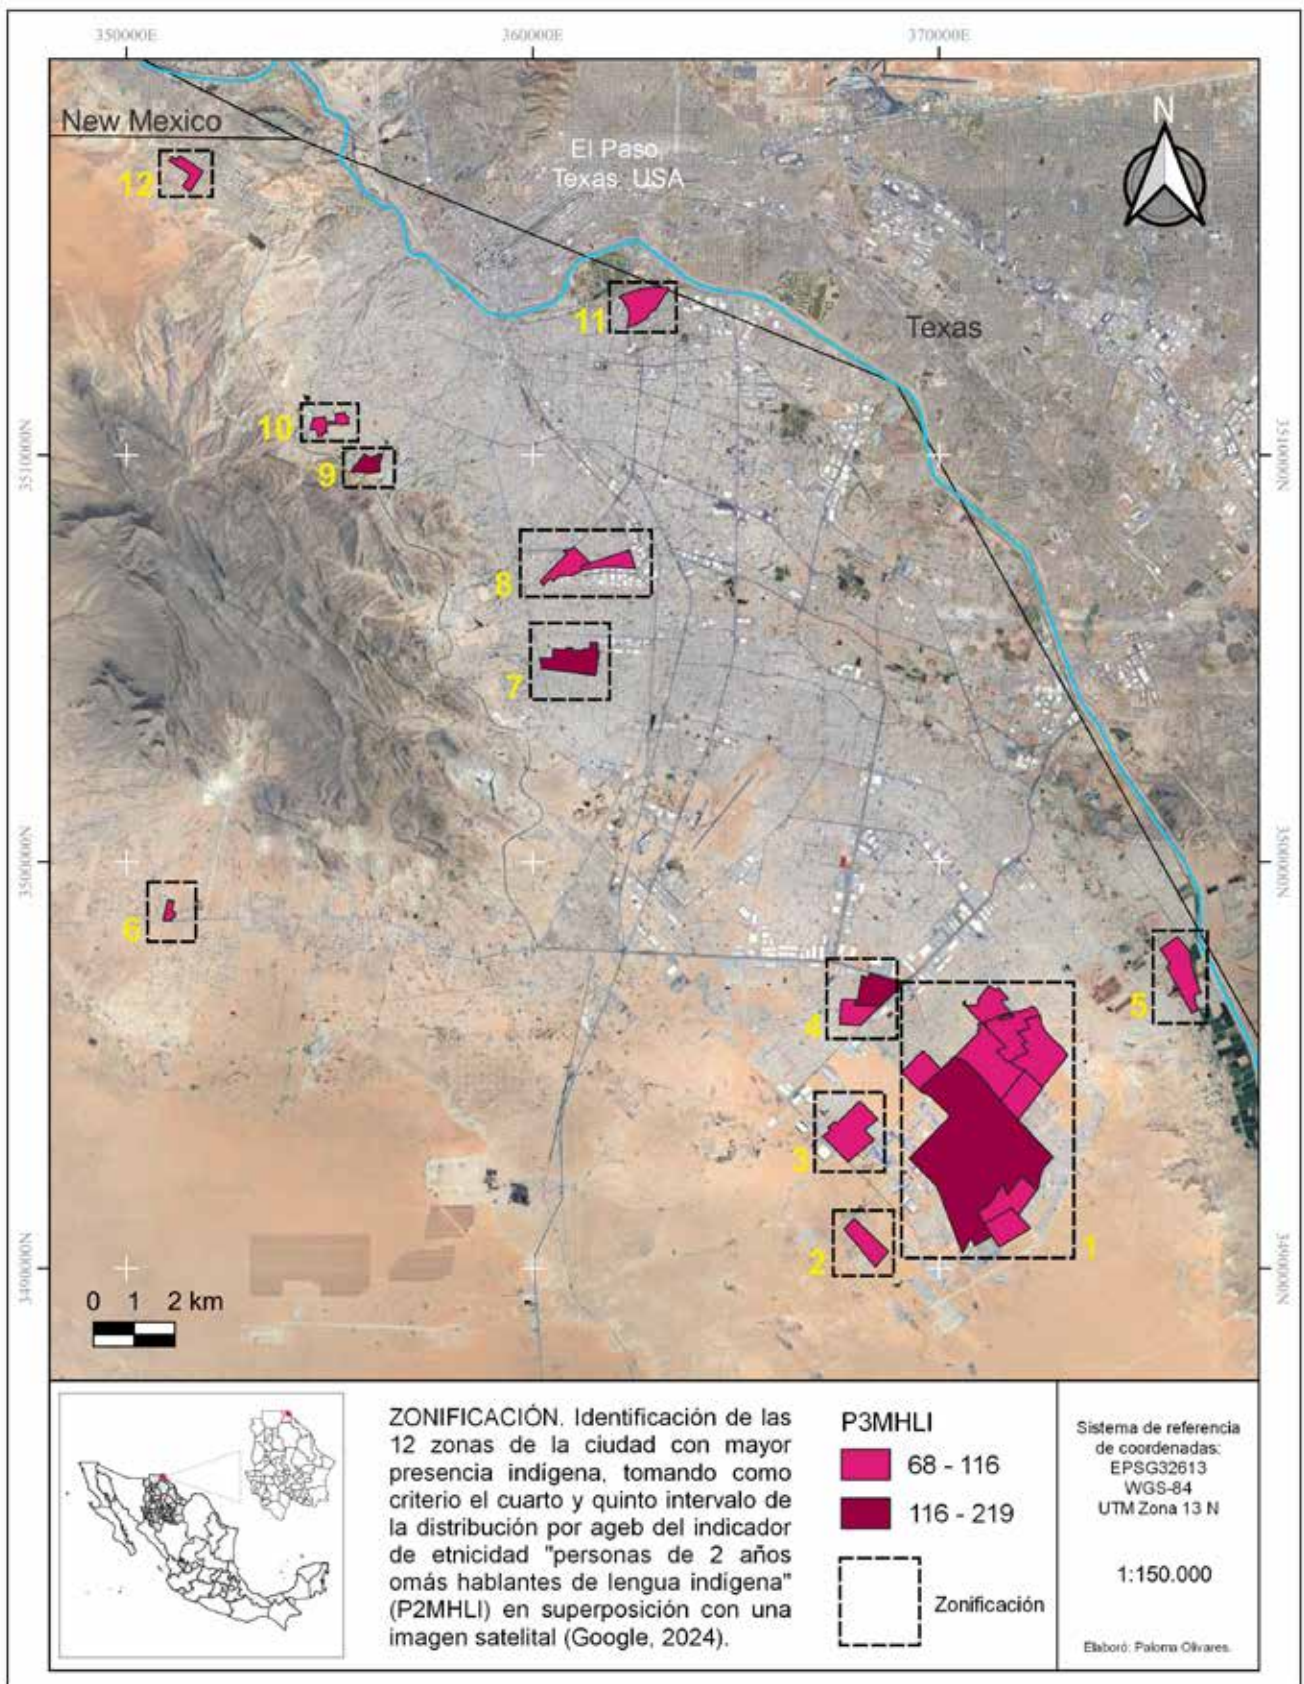 350000E
360000E
370000E
New Mexico
El Paso
Texas USA
N
12
11
Texas
10
9
3510000N
3510000N
8
7
3500000N
3500000N
6
5
4
3
2
1
3490000N
3490000N
0 1 2 km
ZONIFICACIÓN. Identificación de las
12 zonas de la ciudad con mayor
presencia indígena, tomando como
criterio el cuarto y quinto intervalo de
la distribución por ageb del indicador
de etnicidad "personas de 2 años
omás hablantes de lengua indígena"
(P2MHLI) en superposición con una
imagen satelital (Google, 2024).
P3MHLI
68 - 116
116 - 219
Zonificación
Sistema de referencia
de coordenadas:
EPSG32613
WGS-84
UTM Zona 13 N
1:150.000
Elaboró: Paloma Olivares.